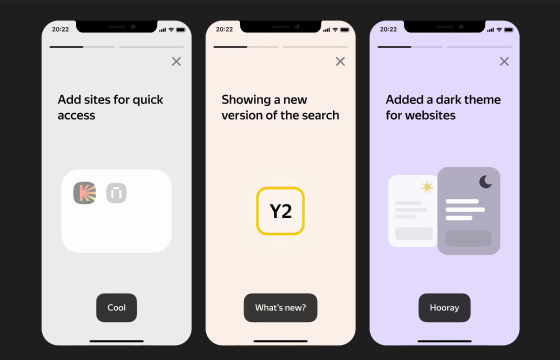 20:22
Add sites for quick
access
Cool
20:22
Showing a new
version of the search
Y2
What's new?
20:22
Added a dark theme
for websites
Hooray